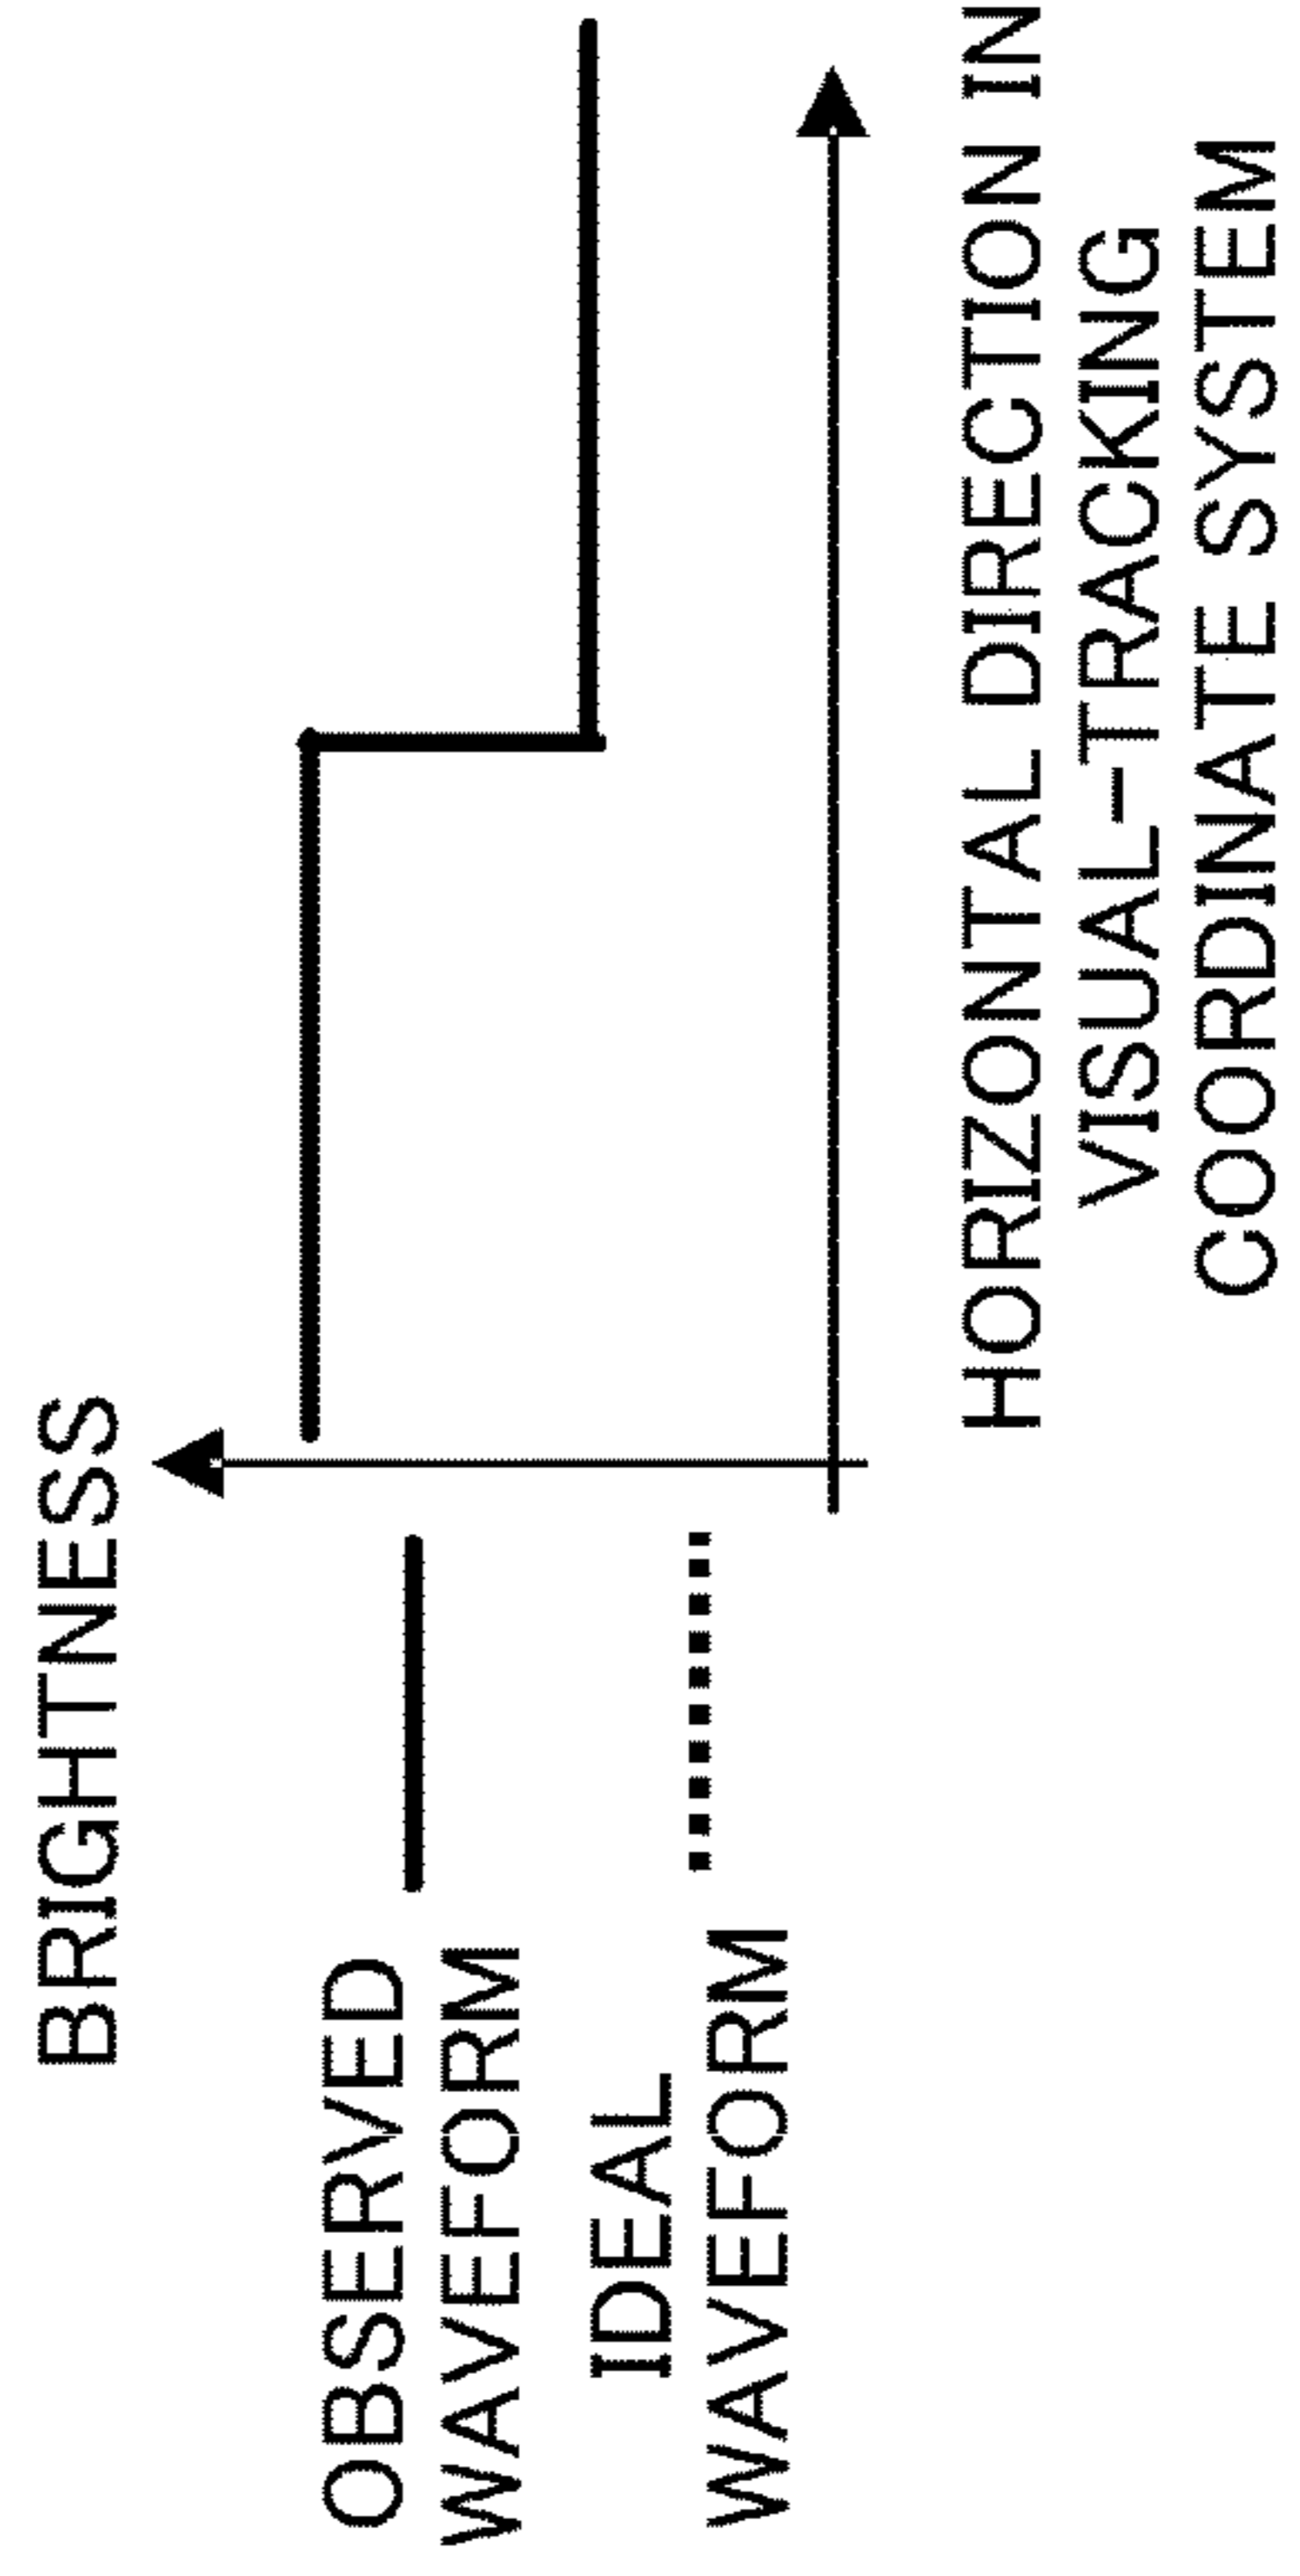 BRIGHTNESS
OBSERVED
WAVEFORM
IDEAL
WAVEFORM
HORIZONTAL DIRECTION IN
VISUAL-TRACKING
COORDINATE SYSTEM